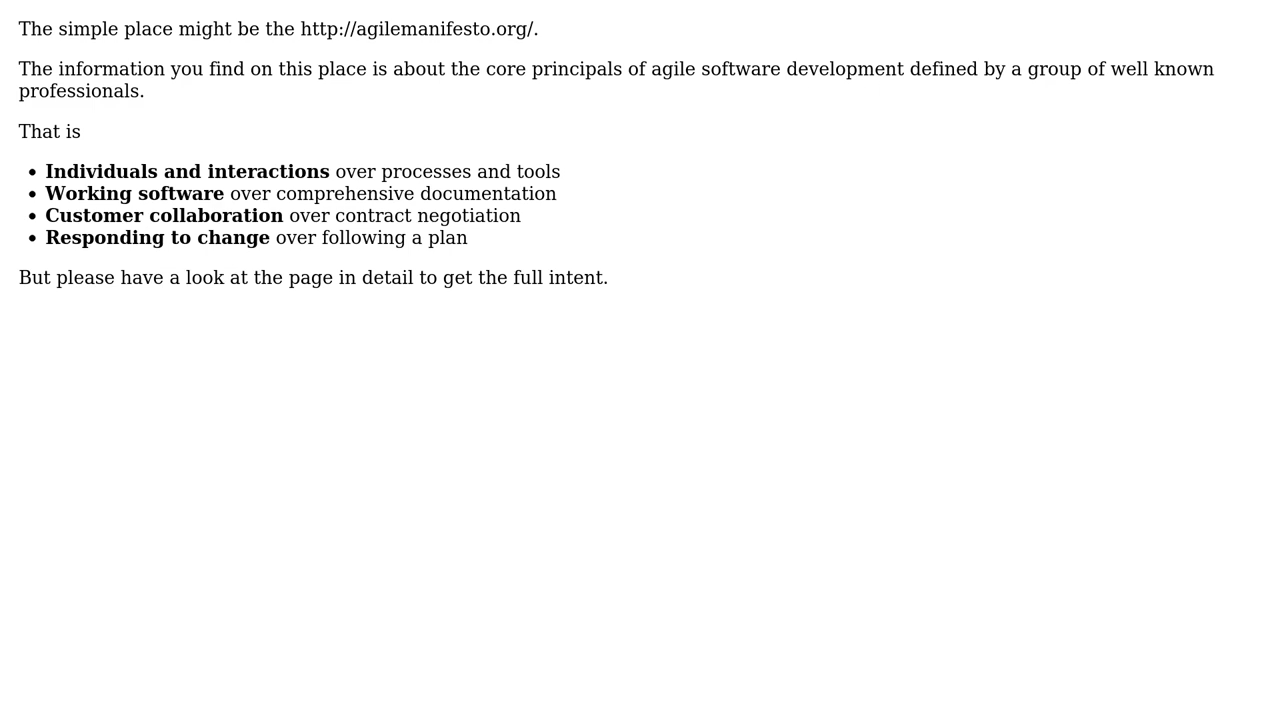 The simple place might be the http://agilemanifesto.org/.
The information you find on this place is about the core principals of agile software development defined by a group of well known
professionals.
That is
• Individuals and interactions over processes and tools
• Working software over comprehensive documentation
• Customer collaboration over contract negotiation
• Responding to change over following a plan
But please have a look at the page in detail to get the full intent.